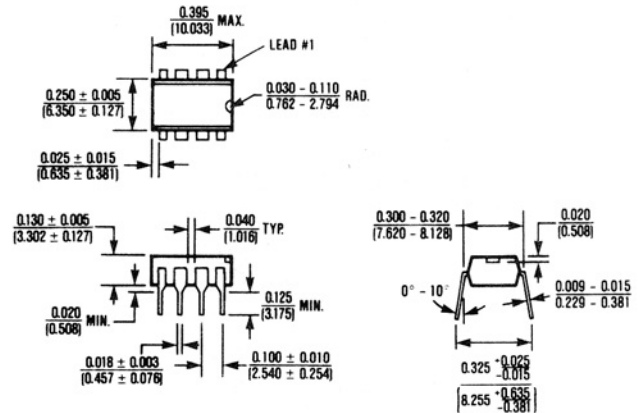 0.395
(10.033)
MAX.
LEAD #1
0.250 ± 0.005
(6.350 ± 0.127)
0.030 - 0.110
0.762 - 2.794
RAD.
0.025 ± 0.015
(0.635 ± 0.381)
0.130 ± 0.005
(3.302 ± 0.127)
0.040
(1.016)
TYP.
0.300 - 0.320
(7.620 - 8.128)
0.020
(0.508)
0.020
(0.508)
MIN.
0.125
(3.175)
MIN.
0° - 10°
0.009 - 0.015
0.229 - 0.381
0.018 ± 0.003
(0.457 ± 0.076)
0.100 ± 0.010
(2.540 ± 0.254)
0.325 +0.025
-0.015
(8.255 +0.635
-0.381)